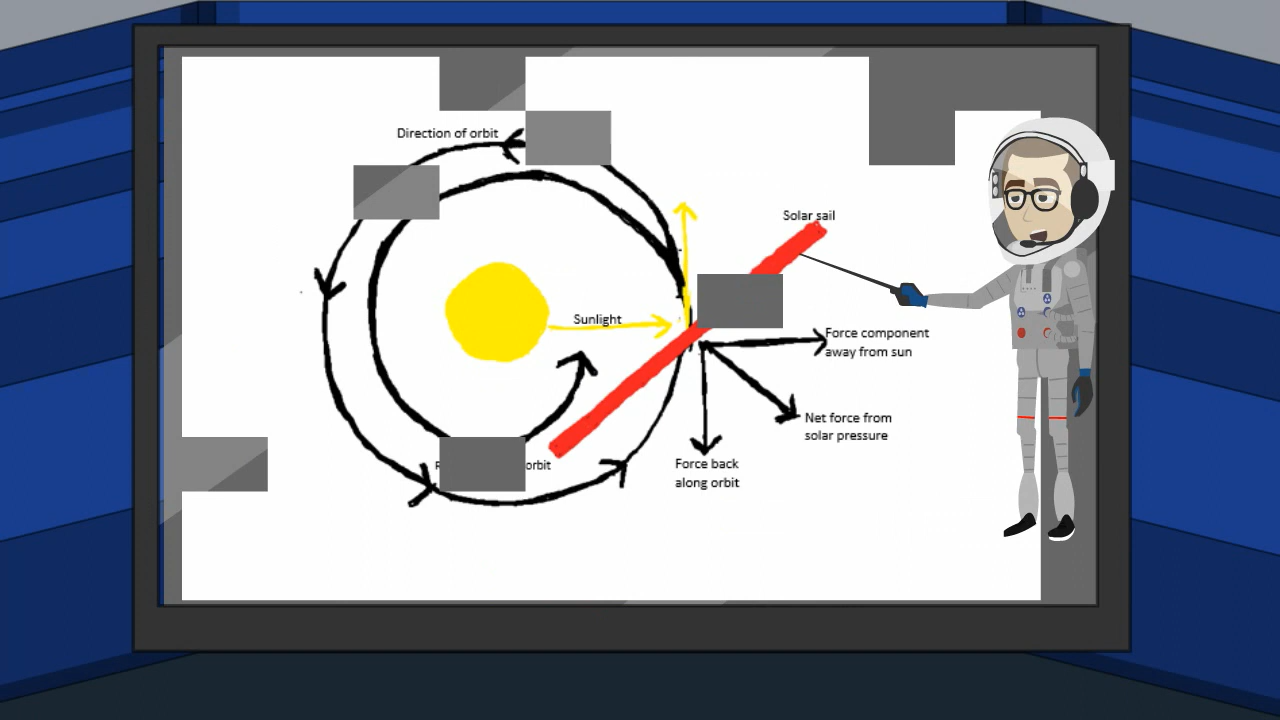 Direction of orbit
Solar sail
Sunlight
Force component
away from sun
Net force from
solar pressure
Force back
along orbit
orbit